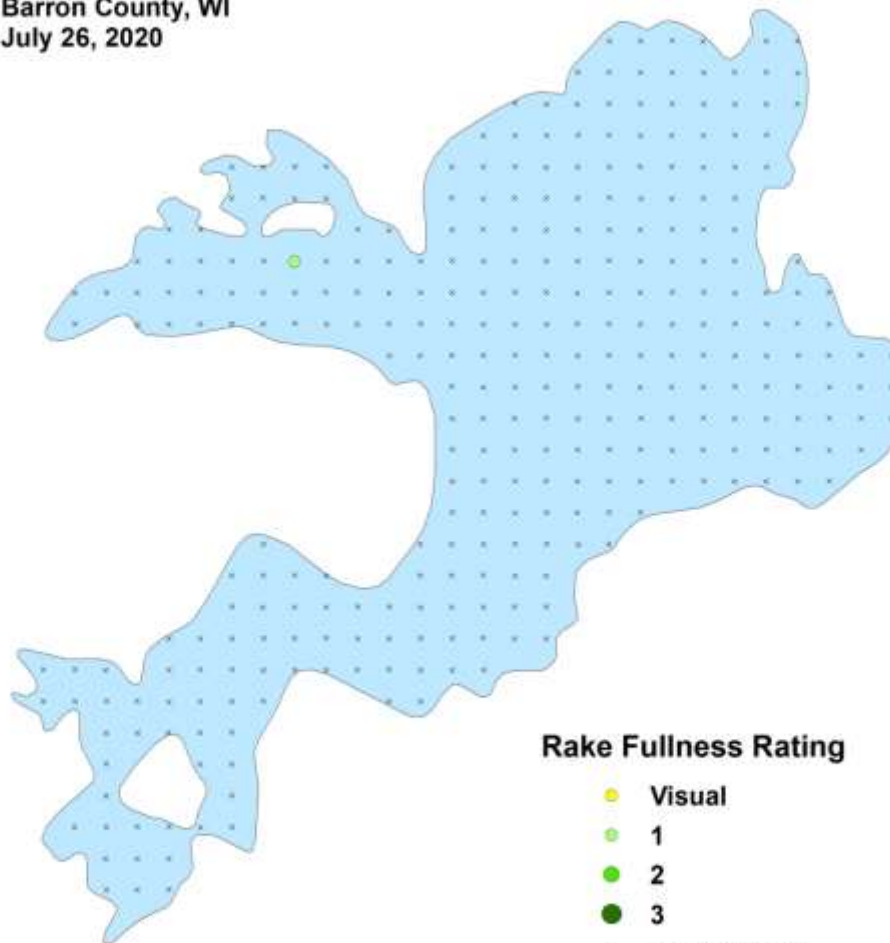 Barron County, WI
July 26, 2020
Rake Fullness Rating
Visual
1
2
3